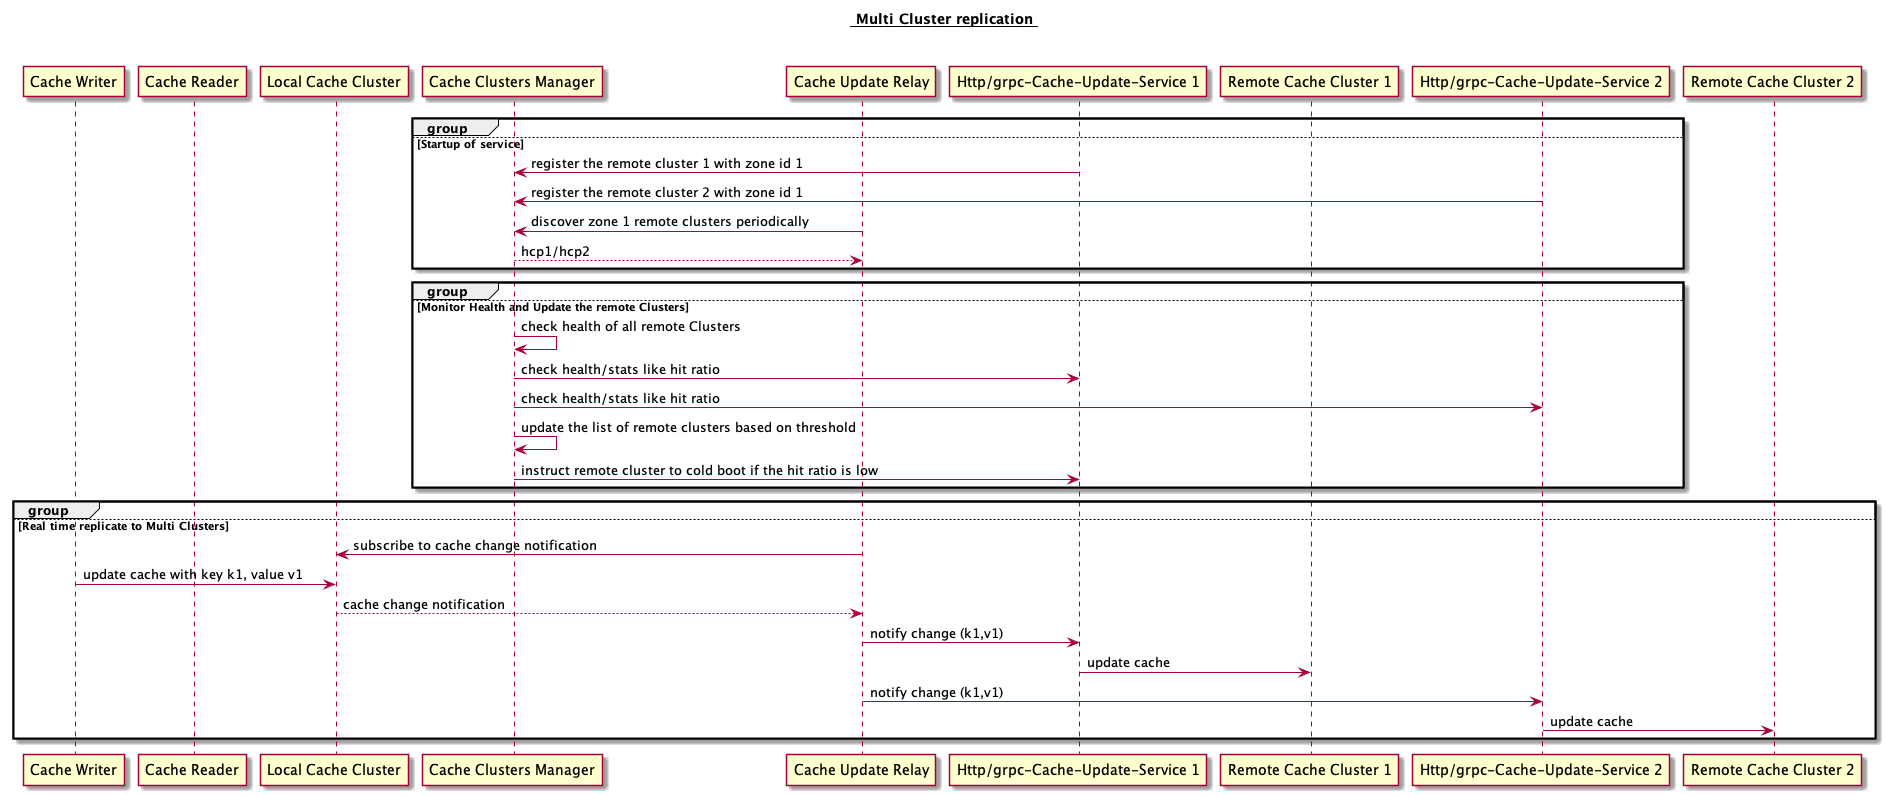 Multi Cluster replication
Cache Writer
Cache Reader
Local Cache Cluster
Cache Clusters Manager
Cache Update Relay
Http/grpc-Cache-Update-Service 1
Remote Cache Cluster 1
Http/grpc-Cache-Update-Service 2
Remote Cache Cluster 2
group
[Startup of service]
register the remote cluster 1 with zone id 1
register the remote cluster 2 with zone id 1
discover zone 1 remote clusters periodically
hcp1/hcp2
group
[Monitor Health and Update the remote Clusters]
check health of all remote Clusters
check health/stats like hit ratio
check health/stats like hit ratio
update the list of remote clusters based on threshold
instruct remote cluster to cold boot if the hit ratio is low
group
[Real time replicate to Multi Clusters]
subscribe to cache change notification
update cache with key k1, value v1
cache change notification
notify change (k1,v1)
update cache
notify change (k1,v1)
update cache
Cache Writer
Cache Reader
Local Cache Cluster
Cache Clusters Manager
Cache Update Relay
Http/grpc-Cache-Update-Service 1
Remote Cache Cluster 1
Http/grpc-Cache-Update-Service 2
Remote Cache Cluster 2